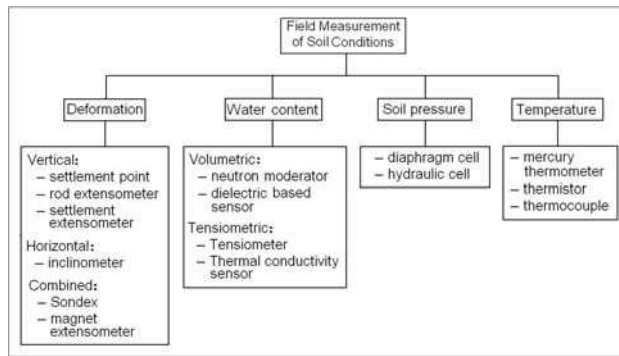 Field Measurement
of Soil Conditions
Deformation
Water content
Soil pressure
Temperature
Vertical:
– settlement point
– rod extensometer
– settlement
extensometer
Horizontal:
– inclinometer
Combined:
– Sondex
– magnet
extensometer
Volumetric:
– neutron moderator
– dielectric based
sensor
Tensiometric:
– Tensiometer
– Thermal conductivity
sensor
– diaphragm cell
– hydraulic cell
– mercury
thermometer
– thermistor
– thermocouple